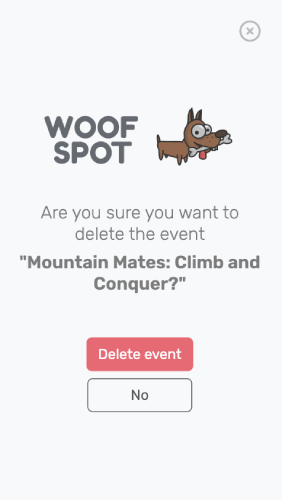 WOOF
SPOT
Are you sure you want to
delete the event
"Mountain Mates: Climb and
Conquer?"
Delete event
No